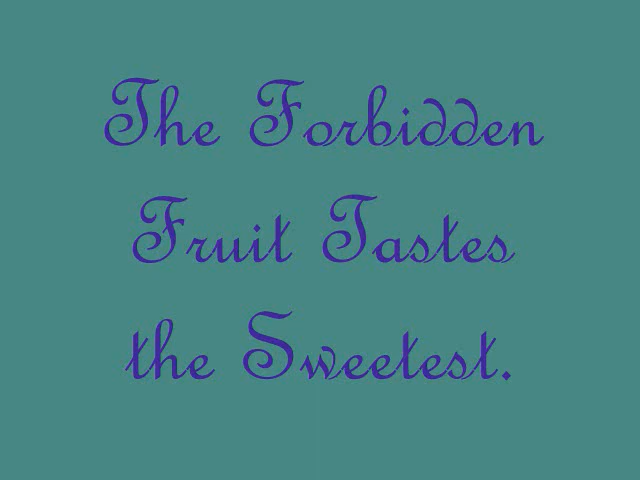 The Forbidden
Fruit Tastes
the Sweetest.